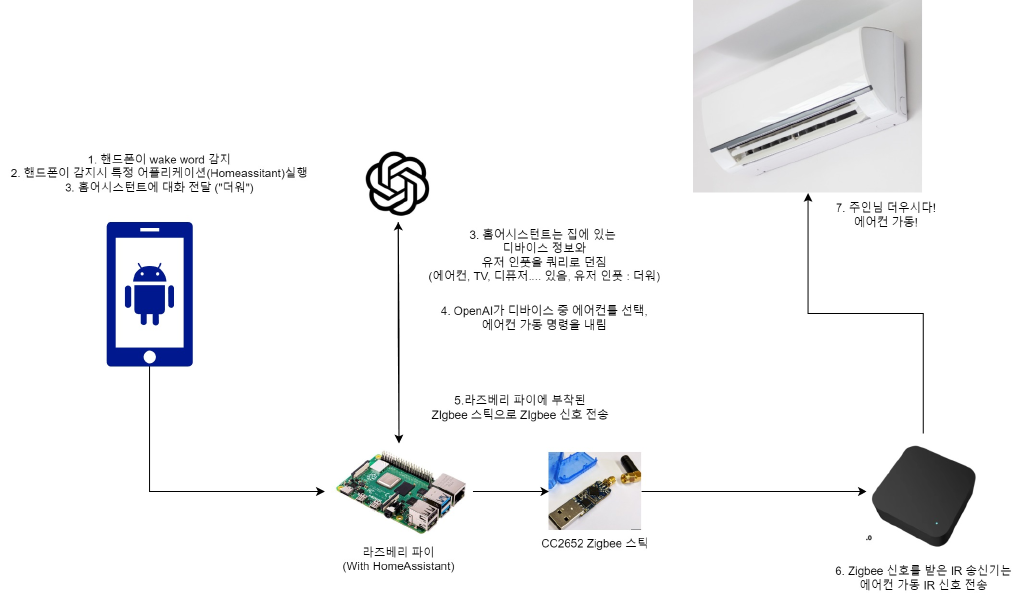 1. 핸드폰이 wake word 감지
2. 핸드폰이 감지시 특정 어플리케이션(Homeassitant)실행
3. 홈어시스턴트에 대화 전달 ("더워")
3. 홈어시스턴트는 집에 있는
디바이스 정보와
유저 인풋을 쿼리로 던짐
(에어컨, TV, 디퓨저.... 있음, 유저 인풋 : 더워)
4. OpenAI가 디바이스 중 에어컨를 선택,
에어컨 가동 명령을 내림
5.라즈베리 파이에 부착된
ZIgbee 스틱으로 ZIgbee 신호 전송
라즈베리 파이
(With HomeAssistant)
CC2652 Zigbee 스틱
6. Zigbee 신호를 받은 IR 송신기는
에어컨 가동 IR 신호 전송
7. 주인님 더우시다!
에어컨 가동!
.0